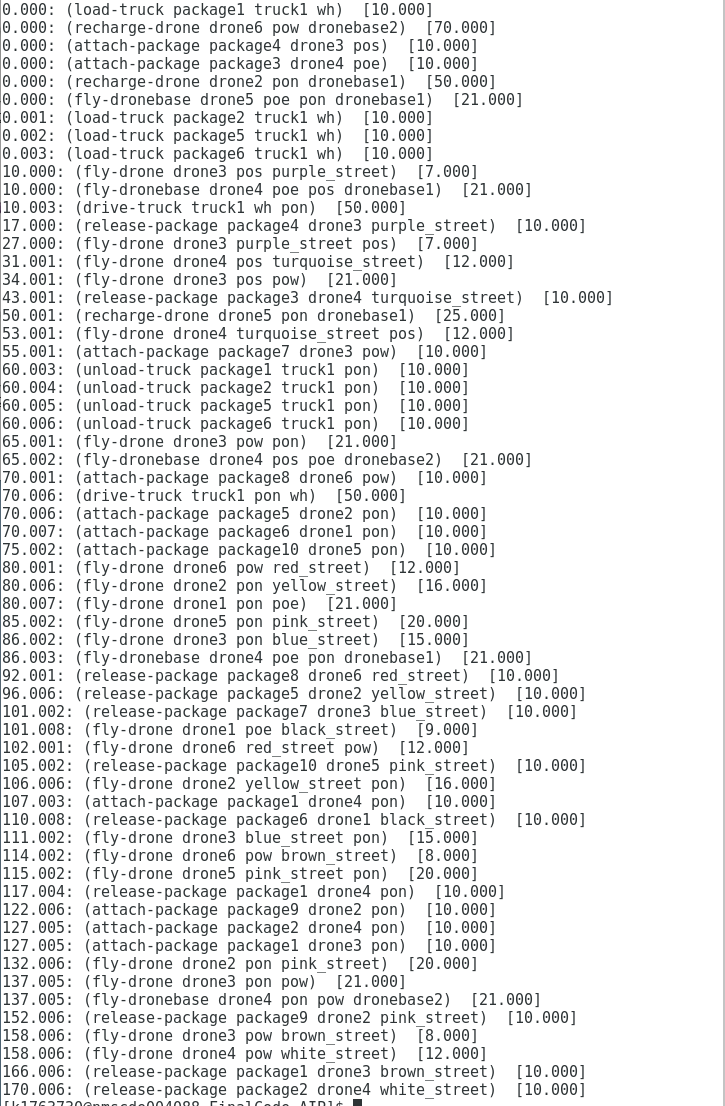 0.000: (load-truck package1 truck1 wh)  [10.000]
0.000: (recharge-drone drone6 pow dronebase2)  [70.000]
0.000: (attach-package package4 drone3 pos)  [10.000]
0.000: (attach-package package3 drone4 poe)  [10.000]
0.000: (recharge-drone drone2 pon dronebase1)  [50.000]
0.000: (fly-dronebase drone5 poe pon dronebase1)  [21.000]
0.001: (load-truck package2 truck1 wh)  [10.000]
0.002: (load-truck package5 truck1 wh)  [10.000]
0.003: (load-truck package6 truck1 wh)  [10.000]
10.000: (fly-drone drone3 pos purple_street)  [7.000]
10.000: (fly-dronebase drone4 poe pos dronebase1)  [21.000]
10.003: (drive-truck truck1 wh pon)  [50.000]
17.000: (release-package package4 drone3 purple_street)  [10.000]
27.000: (fly-drone drone3 purple_street pos)  [7.000]
31.001: (fly-drone drone4 pos turquoise_street)  [12.000]
34.001: (fly-drone drone3 pos pow)  [21.000]
43.001: (release-package package3 drone4 turquoise_street)  [10.000]
50.001: (recharge-drone drone5 pon dronebase1)  [25.000]
53.001: (fly-drone drone4 turquoise_street pos)  [12.000]
55.001: (attach-package package7 drone3 pow)  [10.000]
60.003: (unload-truck package1 truck1 pon)  [10.000]
60.004: (unload-truck package2 truck1 pon)  [10.000]
60.005: (unload-truck package5 truck1 pon)  [10.000]
60.006: (unload-truck package6 truck1 pon)  [10.000]
65.001: (fly-drone drone3 pow pon)  [21.000]
65.002: (fly-dronebase drone4 pos poe dronebase2)  [21.000]
70.001: (attach-package package8 drone6 pow)  [10.000]
70.006: (drive-truck truck1 pon wh)  [50.000]
70.006: (attach-package package5 drone2 pon)  [10.000]
70.007: (attach-package package6 drone1 pon)  [10.000]
75.002: (attach-package package10 drone5 pon)  [10.000]
80.001: (fly-drone drone6 pow red_street)  [12.000]
80.006: (fly-drone drone2 pon yellow_street)  [16.000]
80.007: (fly-drone drone1 pon poe)  [21.000]
85.002: (fly-drone drone5 pon pink_street)  [20.000]
86.002: (fly-drone drone3 pon blue_street)  [15.000]
86.003: (fly-dronebase drone4 poe pon dronebase1)  [21.000]
92.001: (release-package package8 drone6 red_street)  [10.000]
96.006: (release-package package5 drone2 yellow_street)  [10.000]
101.002: (release-package package7 drone3 blue_street)  [10.000]
101.008: (fly-drone drone1 poe black_street)  [9.000]
102.001: (fly-drone drone6 red_street pow)  [12.000]
105.002: (release-package package10 drone5 pink_street)  [10.000]
106.006: (fly-drone drone2 yellow_street pon)  [16.000]
107.003: (attach-package package1 drone4 pon)  [10.000]
110.008: (release-package package6 drone1 black_street)  [10.000]
111.002: (fly-drone drone3 blue_street pon)  [15.000]
114.002: (fly-drone drone6 pow brown_street)  [8.000]
115.002: (fly-drone drone5 pink_street pon)  [20.000]
117.004: (release-package package1 drone4 pon)  [10.000]
122.006: (attach-package package9 drone2 pon)  [10.000]
127.005: (attach-package package2 drone4 pon)  [10.000]
127.005: (attach-package package1 drone3 pon)  [10.000]
132.006: (fly-drone drone2 pon pink_street)  [20.000]
137.005: (fly-drone drone3 pon pow)  [21.000]
137.005: (fly-dronebase drone4 pon pow dronebase2)  [21.000]
152.006: (release-package package9 drone2 pink_street)  [10.000]
158.006: (fly-drone drone3 pow brown_street)  [8.000]
158.006: (fly-drone drone4 pow white_street)  [12.000]
166.006: (release-package package1 drone3 brown_street)  [10.000]
170.006: (release-package package2 drone4 white_street)  [10.000]